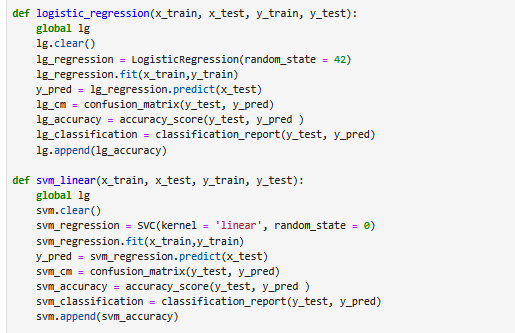 def logistic_regression(x_train, x_test, y_train, y_test):
    global lg
    lg.clear()
    lg_regression = LogisticRegression(random_state = 42)
    lg_regression.fit(x_train,y_train)
    y_pred = lg_regression.predict(x_test)
    lg_cm = confusion_matrix(y_test, y_pred)
    lg_accuracy = accuracy_score(y_test, y_pred )
    lg_classification = classification_report(y_test, y_pred)
    lg.append(lg_accuracy)
def svm_linear(x_train, x_test, y_train, y_test):
    global lg
    svm.clear()
    svm_regression = SVC(kernel = 'linear', random_state = 0)
    svm_regression.fit(x_train,y_train)
    y_pred = svm_regression.predict(x_test)
    svm_cm = confusion_matrix(y_test, y_pred)
    svm_accuracy = accuracy_score(y_test, y_pred )
    svm_classification = classification_report(y_test, y_pred)
    svm.append(svm_accuracy)